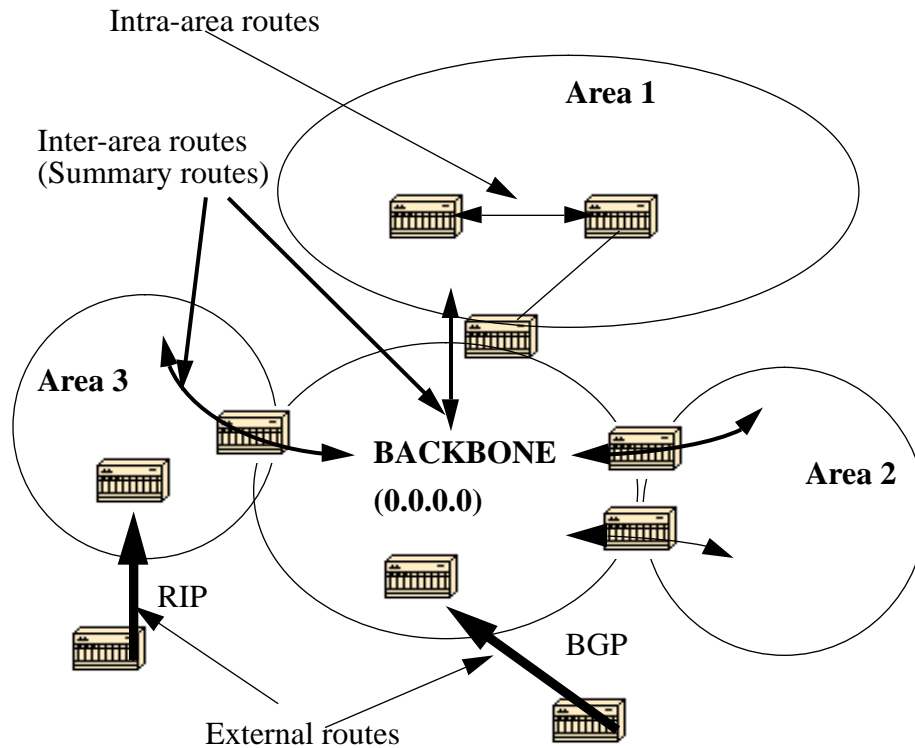 Intra-area routes
Area 1
Inter-area routes
(Summary routes)
Area 3
BACKBONE
(0.0.0.0)
Area 2
RIP
BGP
External routes